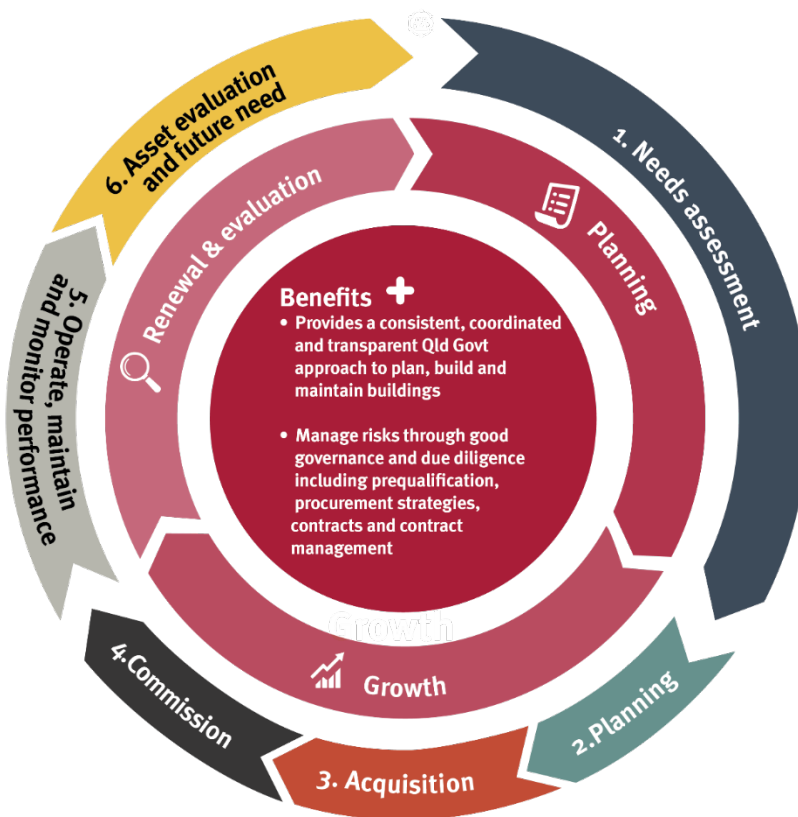 1. Needs assessment
2.Planning
3. Acquisition
4.Commission
5. Operate, maintain
and monitor performance
6. Asset evaluation
and future need
Planning
Growth
Growth
Renewal & evaluation
Benefits +
• Provides a consistent, coordinated
and transparent Qld Govt
approach to plan, build and
maintain buildings
• Manage risks through good
governance and due diligence
including prequalification,
procurement strategies,
contracts and contract
management